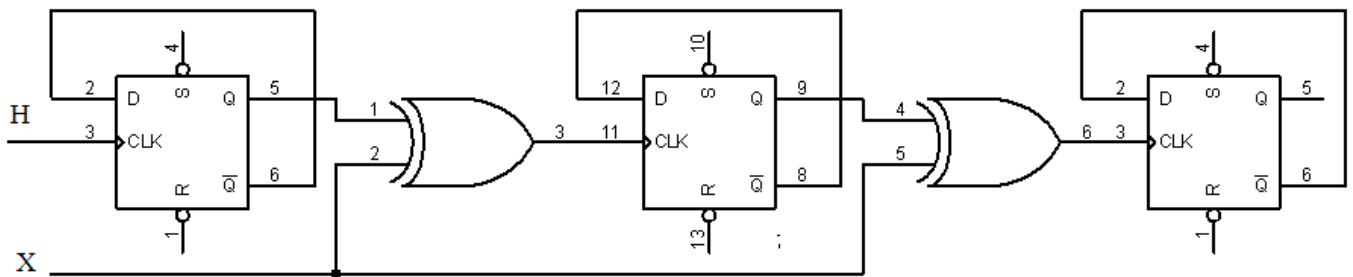 4 10 4
2 D S Q 5 12 D S Q 9 2 D S Q 5
1 4
H 3 CLK 3 11 CLK 6 3 CLK
2 5
R Q 6 R Q 8 R Q 6
1 13 1
X